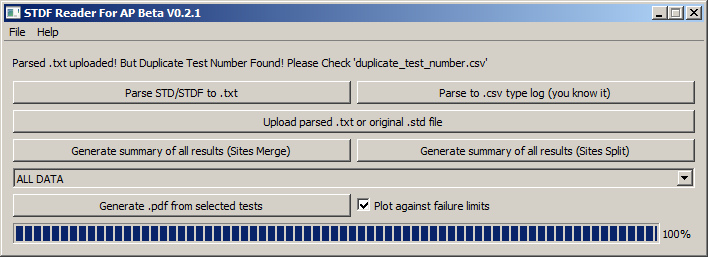 STDF Reader For AP Beta V0.2.1
File Help
Parsed .txt uploaded! But Duplicate Test Number Found! Please Check 'duplicate_test_number.csv'
Parse STD/STDF to .txt Parse to .csv type log (you know it)
Upload parsed .txt or original .std file
Generate summary of all results (Sites Merge) Generate summary of all results (Sites Split)
ALL DATA
Generate .pdf from selected tests Plot against failure limits
100%